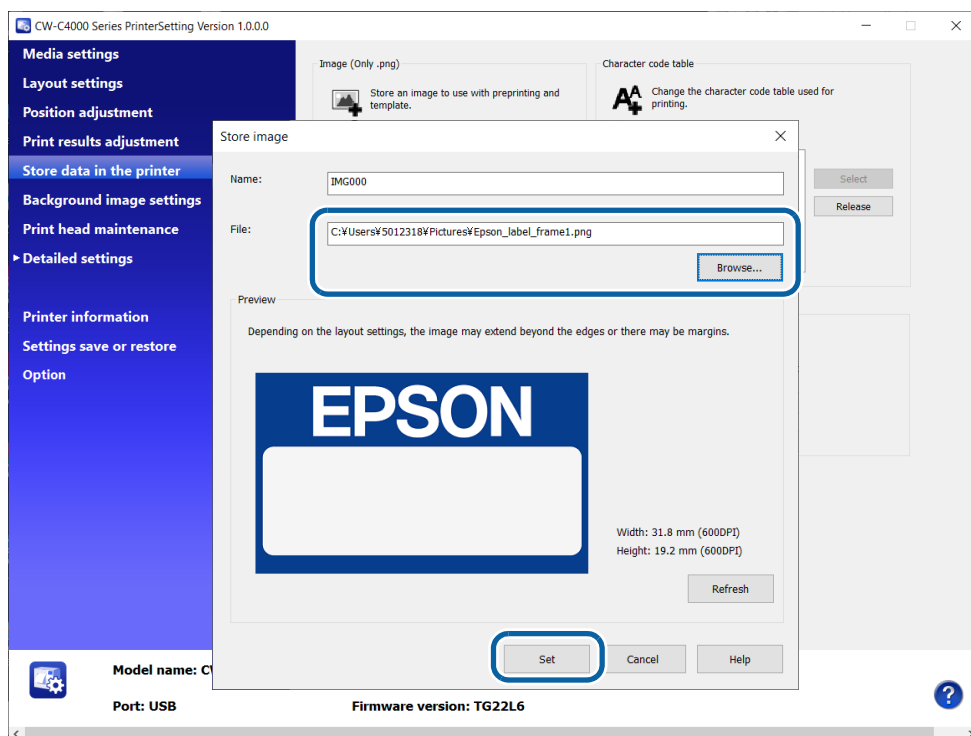 CW-C4000 Series PrinterSetting Version 1.0.0.0
Media settings
Layout settings
Position adjustment
Print results adjustment
Store data in the printer
Background image settings
Print head maintenance
Detailed settings
Printer information
Settings save or restore
Option
Image (Only .png)
Store an image to use with preprinting and
template.
Character code table
Change the character code table used for
printing.
Select
Release
Store image
Name:
IMG000
File:
C:¥Users¥5012318¥Pictures¥Epson_label_frame1.png
Browse...
Preview
Depending on the layout settings, the image may extend beyond the edges or there may be margins.
EPSON
Width: 31.8 mm (600DPI)
Height: 19.2 mm (600DPI)
Refresh
Set
Cancel
Help
Model name:
Port: USB
Firmware version: TG22L6
?